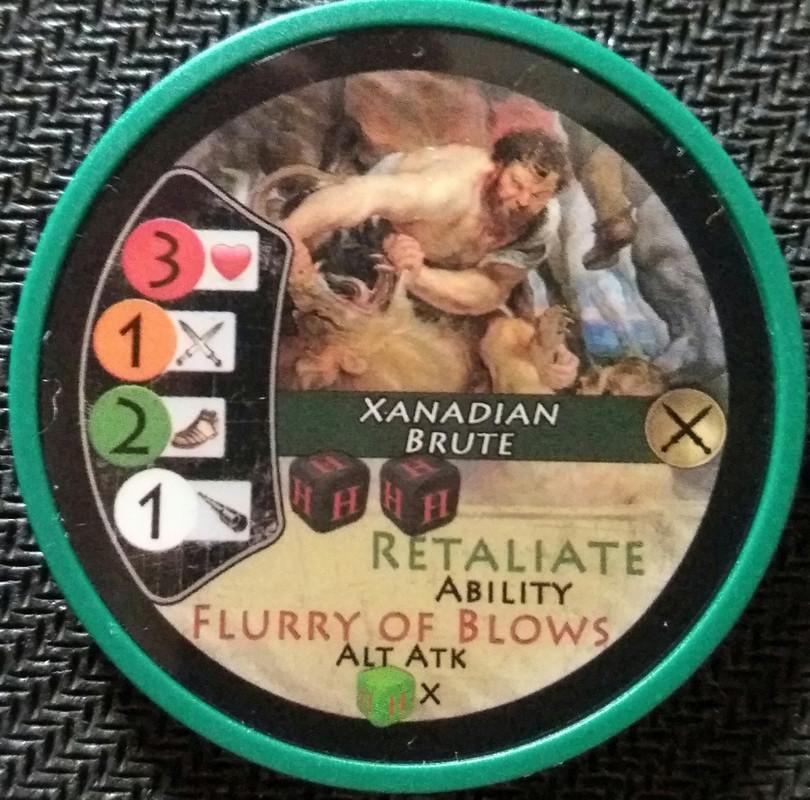 3
1
2
1
XANADIAN
BRUTE
H H H
H H H
RETALIATE
ABILITY
FLURRY OF BLOWS
ALT ATK
H H X